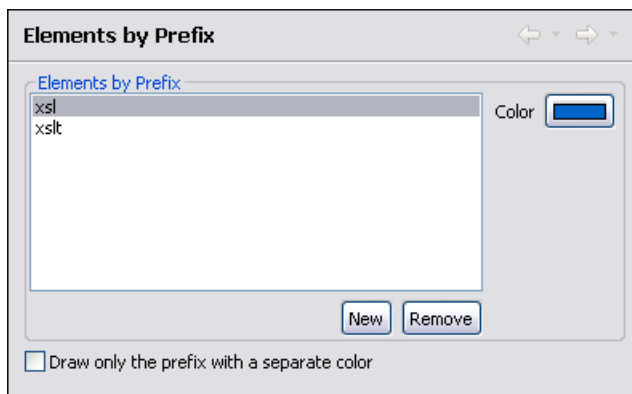 Elements by Prefix
Elements by Prefix
xsl
xslt
Color
New
Remove
Draw only the prefix with a separate color